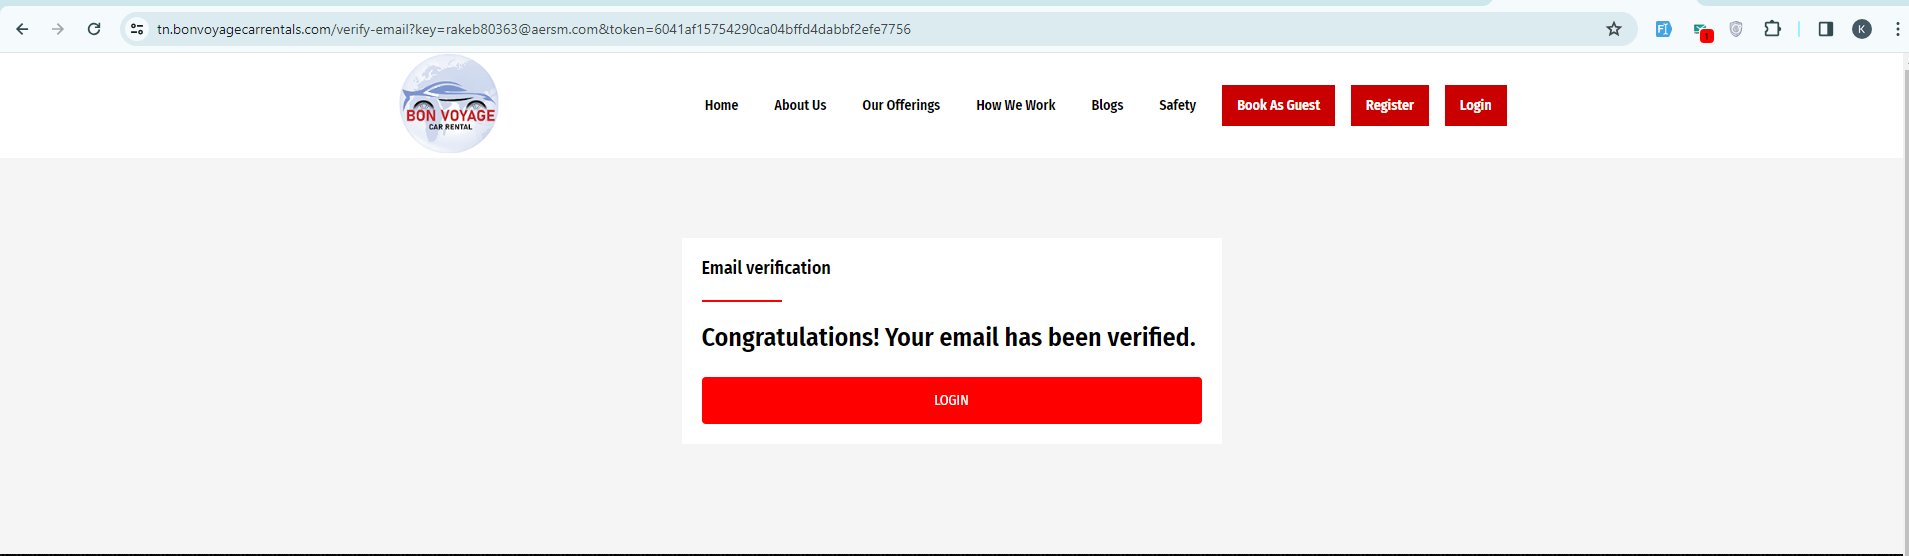 tn.bonvoyagecarrentals.com/verify-email?key=rakeb80363@aersm.com&token=6041af15754290ca04bffd4dabbf2efe7756
K
BON VOYAGE
CAR RENTAL
Home About Us Our Offerings How We Work Blogs Safety Book As Guest Register Login
Email verification
Congratulations! Your email has been verified.
LOGIN